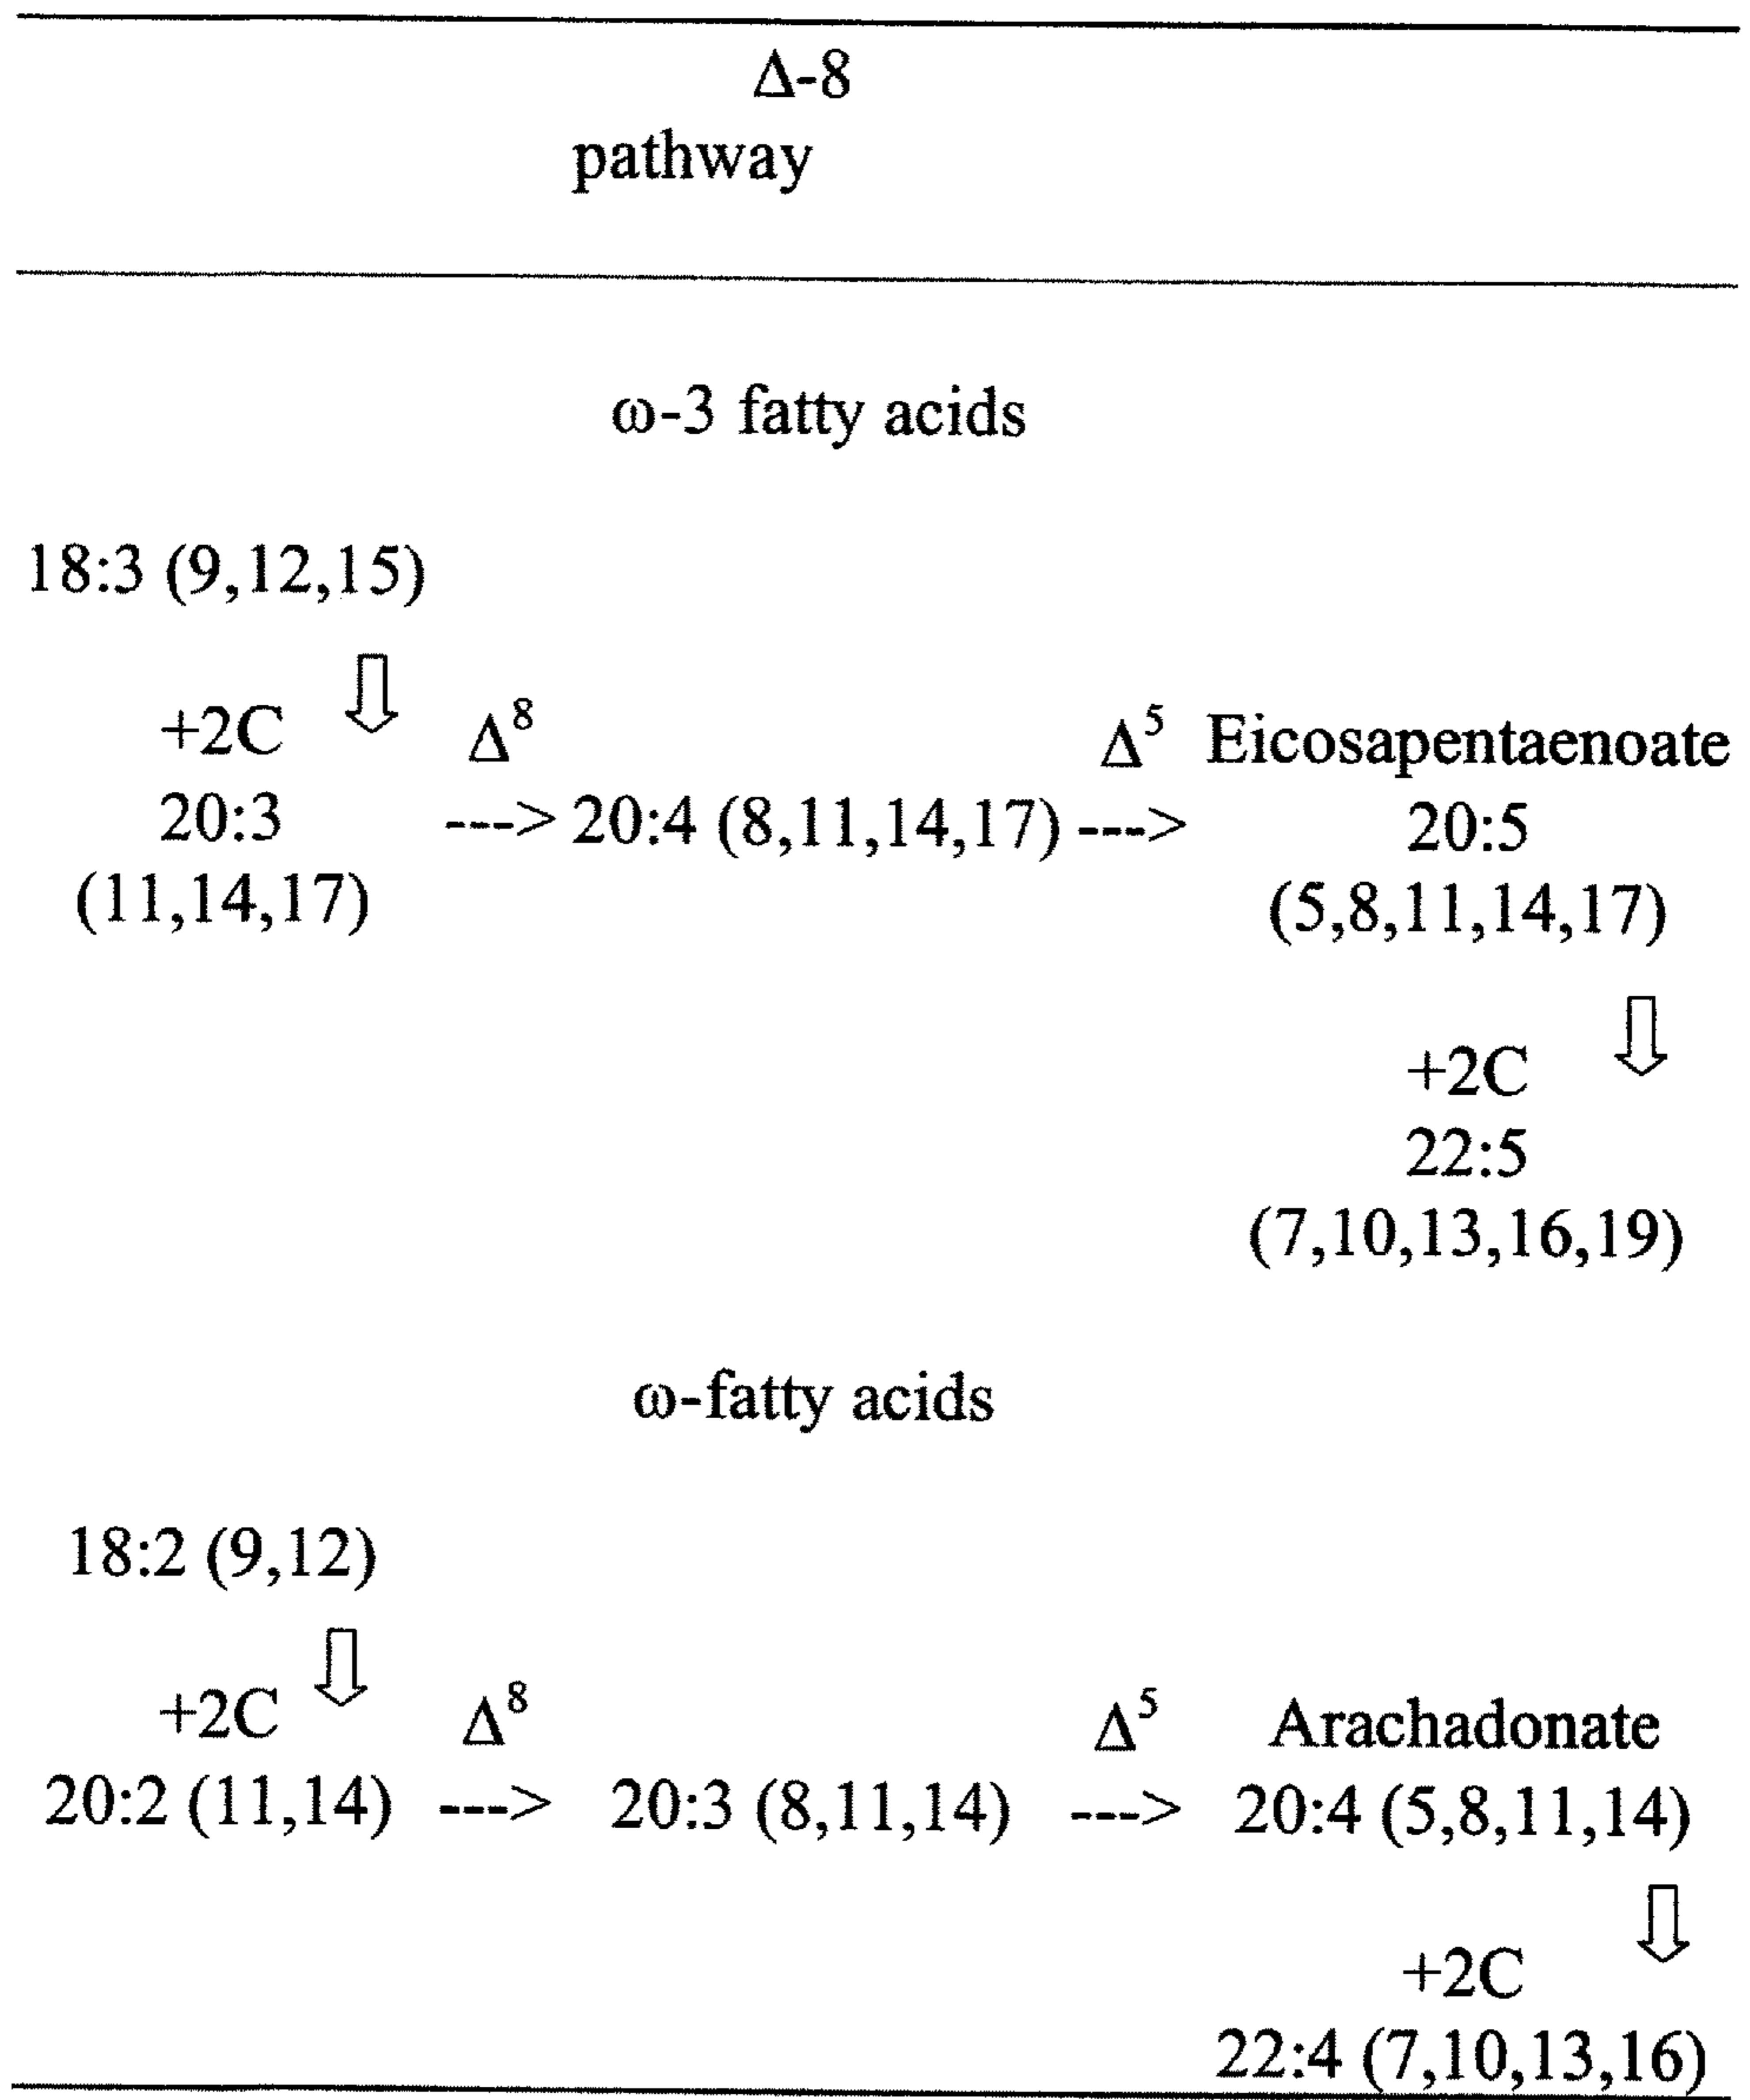 Δ-8
pathway
ω-3 fatty acids
18:3 (9,12,15)
+2C Δ⁸ Δ⁵ Eicosapentaenoate
20:3 ---> 20:4 (8,11,14,17) ---> 20:5
(11,14,17) (5,8,11,14,17)
+2C
22:5
(7,10,13,16,19)
ω-fatty acids
18:2 (9,12)
+2C Δ⁸ Δ⁵ Arachadonate
20:2 (11,14) ---> 20:3 (8,11,14) ---> 20:4 (5,8,11,14)
+2C
22:4 (7,10,13,16)